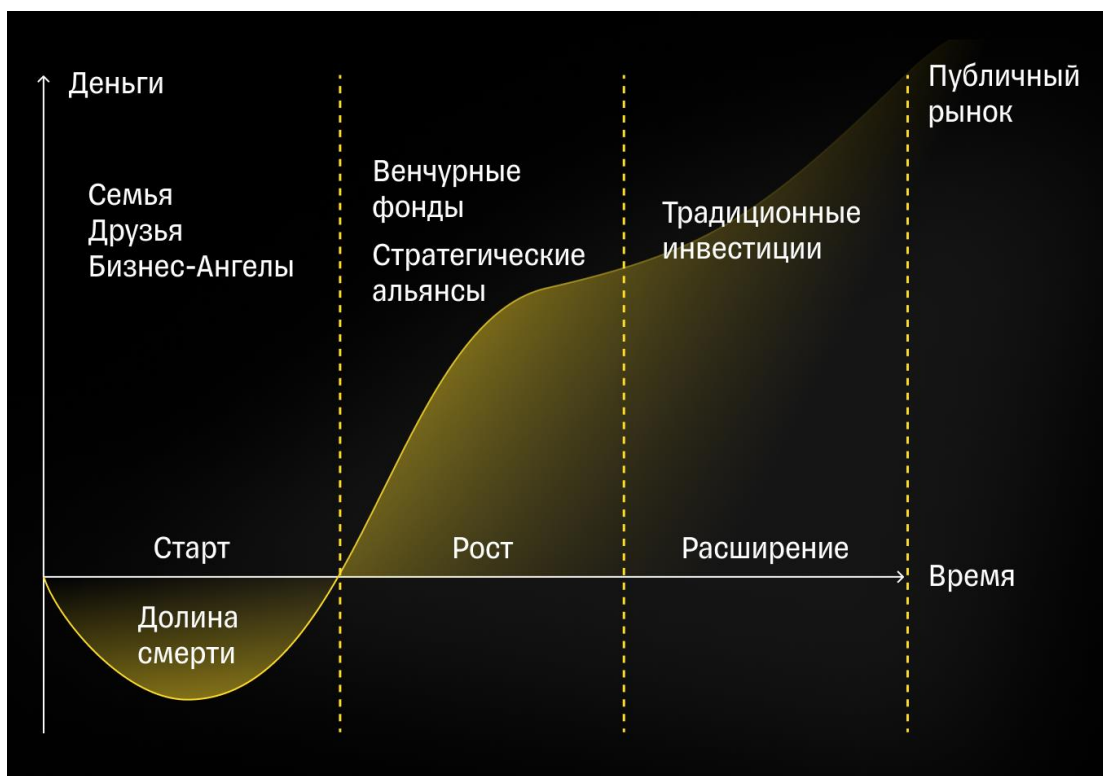 Деньги
Публичный
рынок
Семья
Друзья
Бизнес-Ангелы
Венчурные
фонды
Стратегические
альянсы
Традиционные
инвестиции
Старт
Рост
Расширение
Время
Долина
смерти